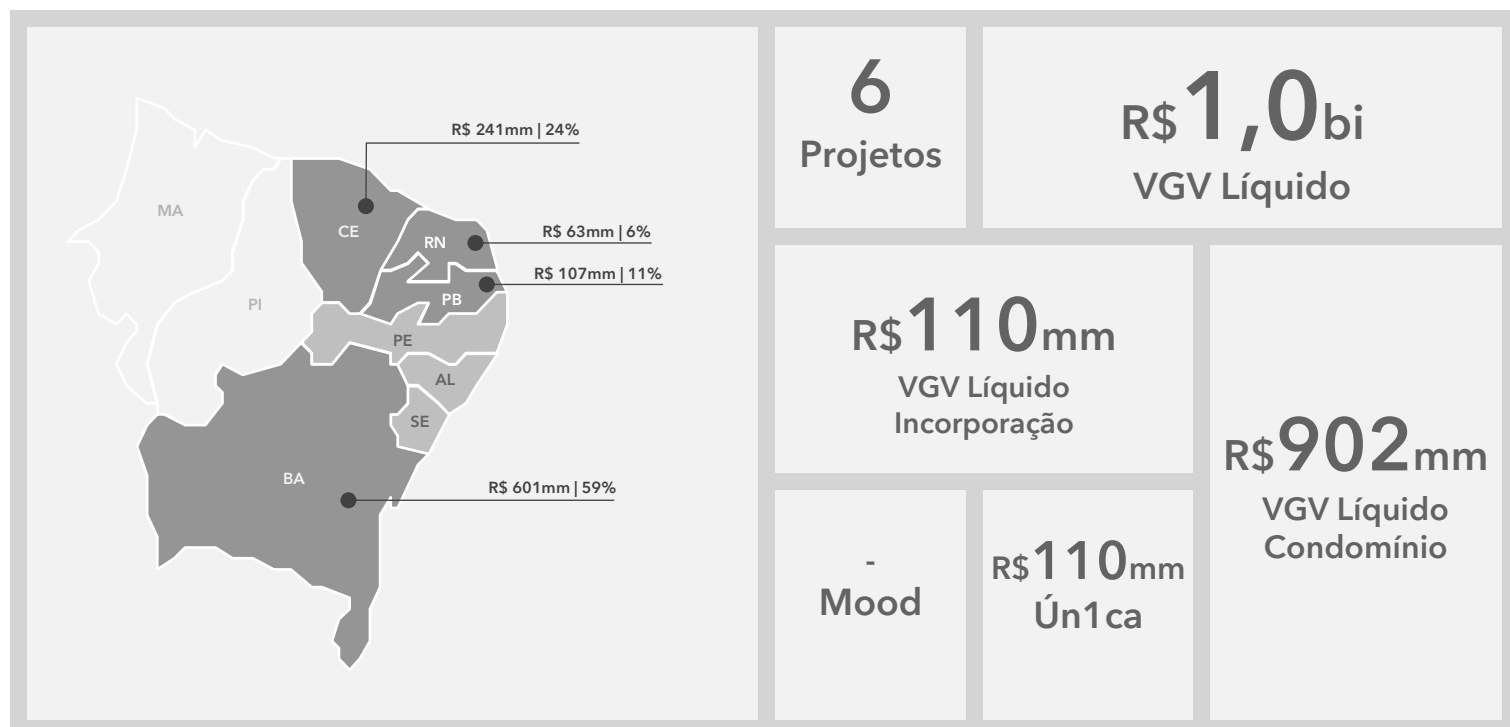 R$ 241mm | 24%
MA
CE
RN
R$ 63mm | 6%
R$ 107mm | 11%
PI
PB
PE
AL
SE
BA
R$ 601mm | 59%
6
Projetos
R$1,0bi
VGV Líquido
R$110mm
VGV Líquido
Incorporação
R$902mm
VGV Líquido
Condomínio
-
Mood
R$110mm
Ún1ca